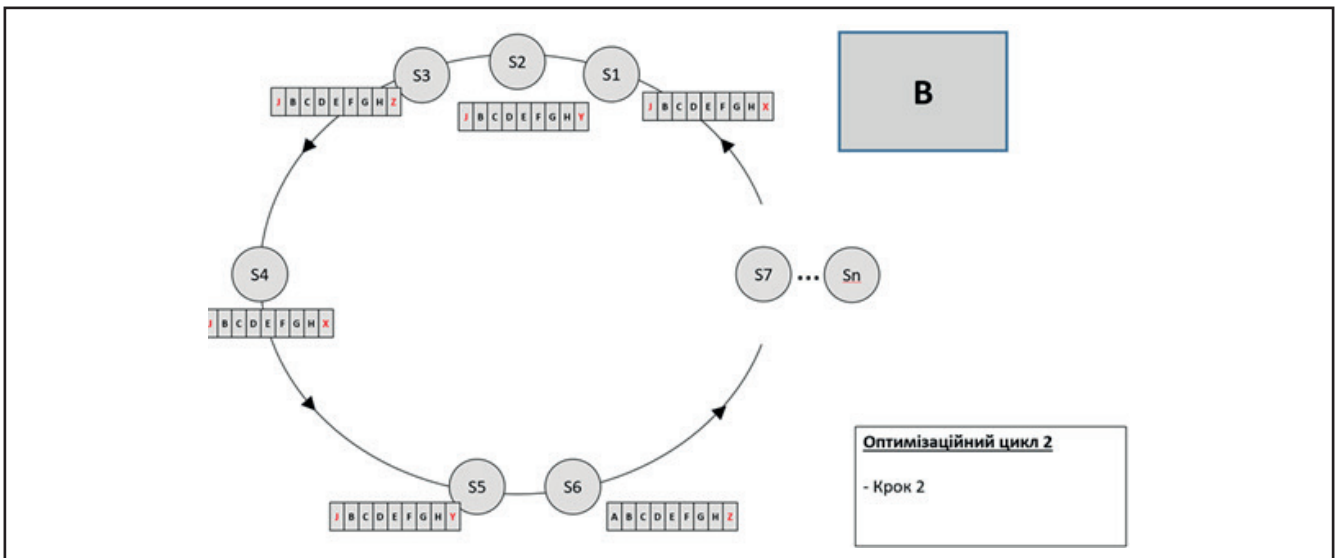 S3
S2
S1
J B C D E F G H Z
J B C D E F G H Y
J B C D E F G H X
B
S4
J B C D E F G H X
S7 ... Sn
S5
S6
J B C D E F G H Y
A B C D E F G H Z
Оптимізаційний цикл 2
- Крок 2